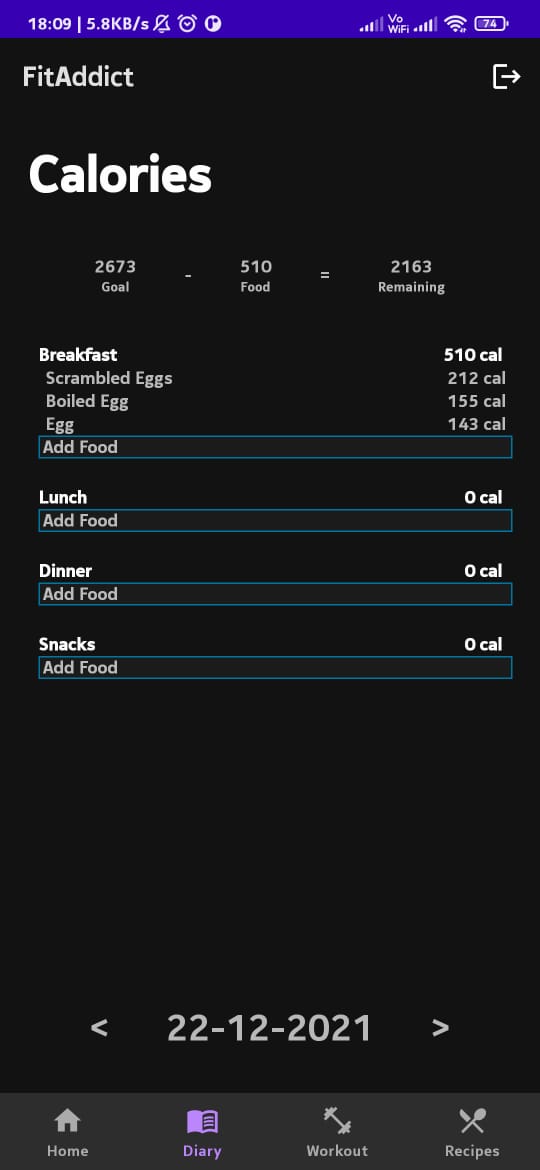 18:09 | 5.8KB/s Vo WiFi 74
FitAddict
Calories
2673 - 510 = 2163
Goal Food Remaining
Breakfast 510 cal
Scrambled Eggs 212 cal
Boiled Egg 155 cal
Egg 143 cal
Add Food
Lunch 0 cal
Add Food
Dinner 0 cal
Add Food
Snacks 0 cal
Add Food
< 22-12-2021 >
Home Diary Workout Recipes